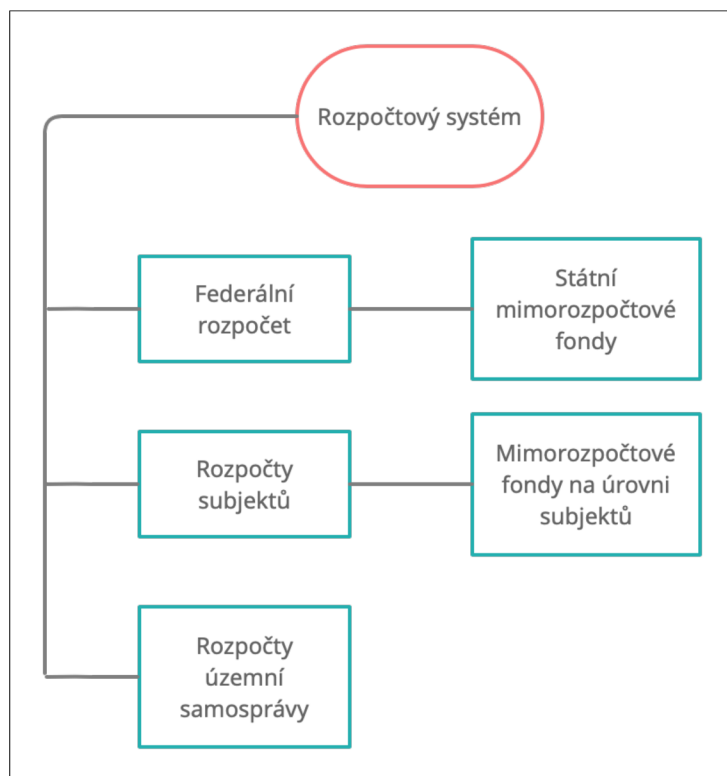 Rozpočtový systém
Federální
rozpočet
Státní
mimorozpočtové
fondy
Rozpočty
subjektů
Mimorozpočtové
fondy na úrovni
subjektů
Rozpočty
územní
samosprávy